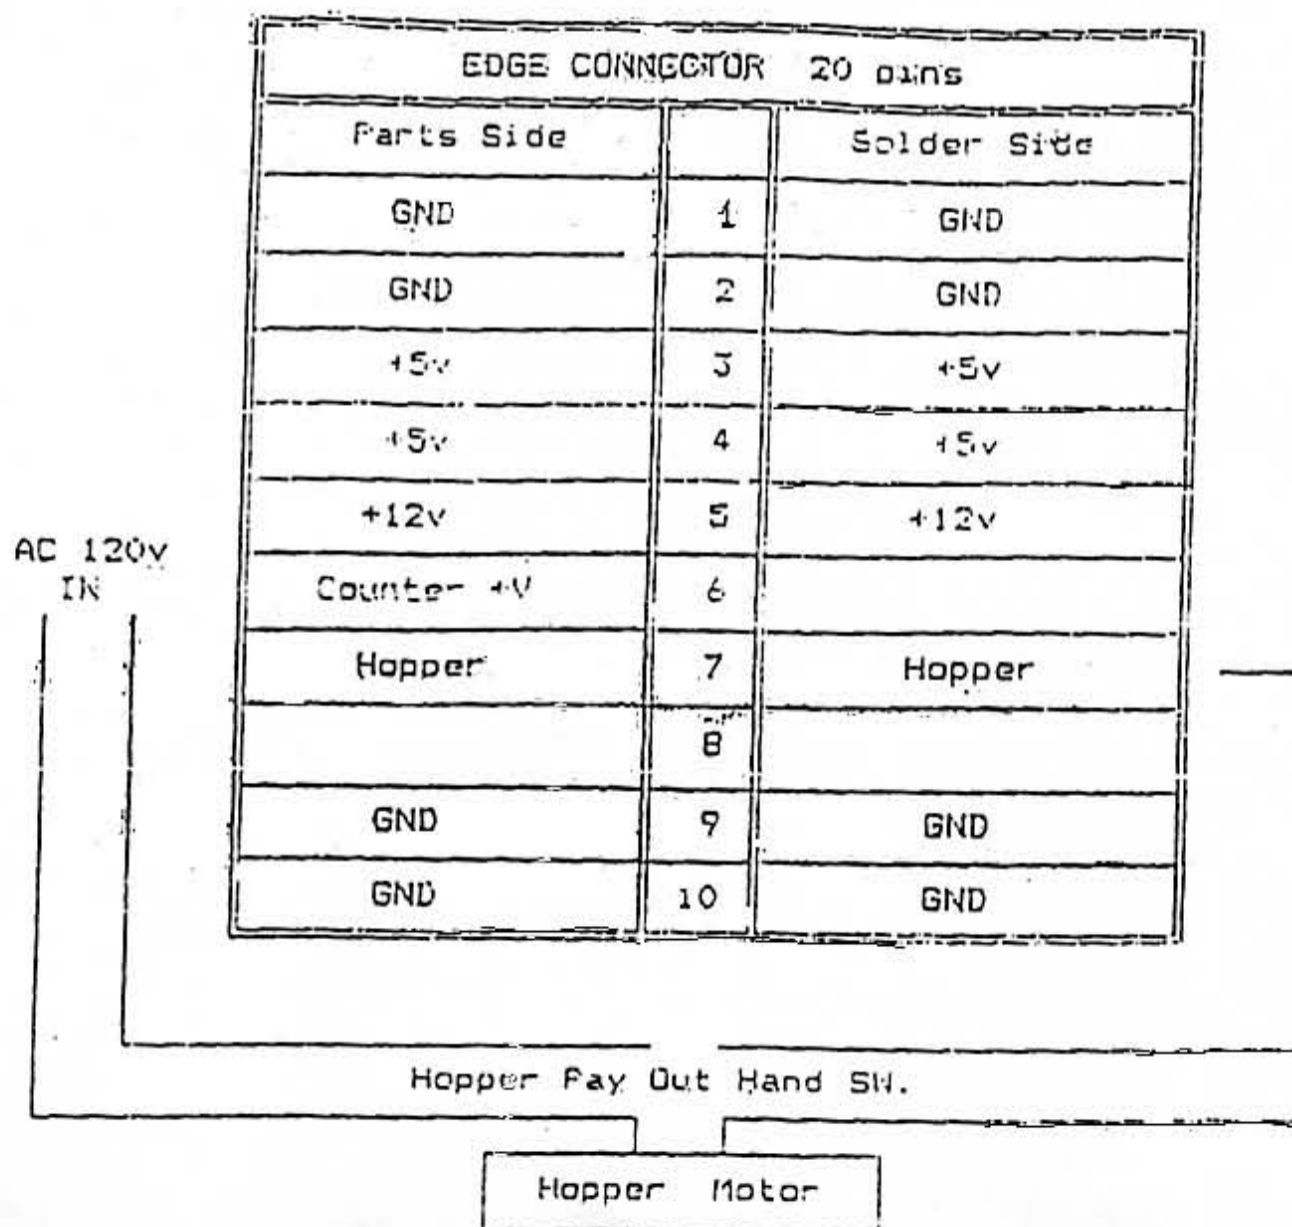 EDGE CONNECTOR 20 pins
Parts Side Solder Side
GND 1 GND
GND 2 GND
+5v 3 +5v
+5v 4 +5v
+12v 5 +12v
AC 120v
IN
Counter +V 6
Hopper 7 Hopper
8
GND 9 GND
GND 10 GND
Hopper Pay Out Hand SW.
Hopper Motor